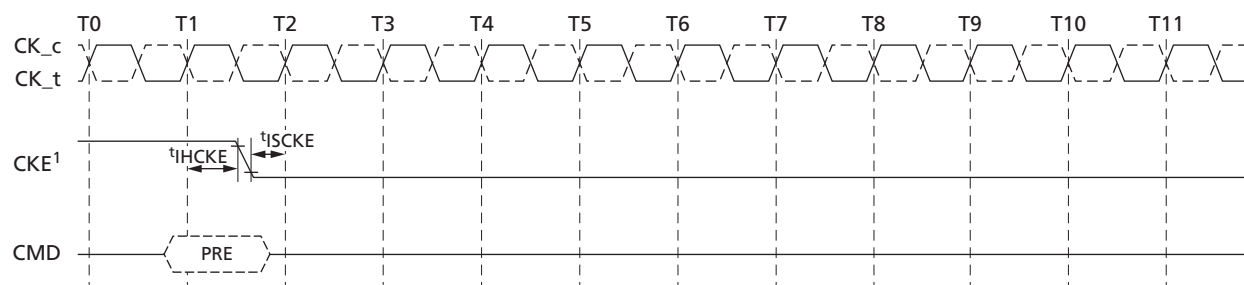 T0 T1 T2 T3 T4 T5 T6 T7 T8 T9 T10 T11
CK_c
CK_t
tISCKE
CKE1 tIHCKE
CMD PRE